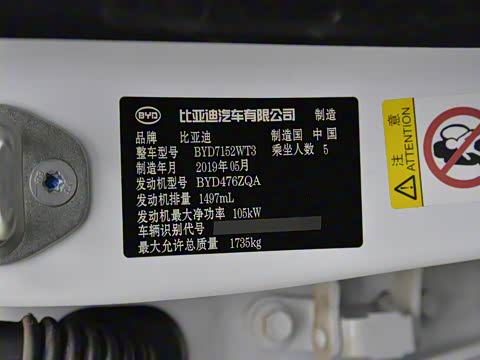 BYD 比亚迪汽车有限公司 制造
品牌 比亚迪 制造国 中国
整车型号 BYD7152WT3 乘坐人数 5
制造年月 2019年05月
发动机型号 BYD476ZQA
发动机排量 1497mL
发动机最大净功率 105kW
车辆识别代号
最大允许总质量 1735kg
注意
ATTENTION